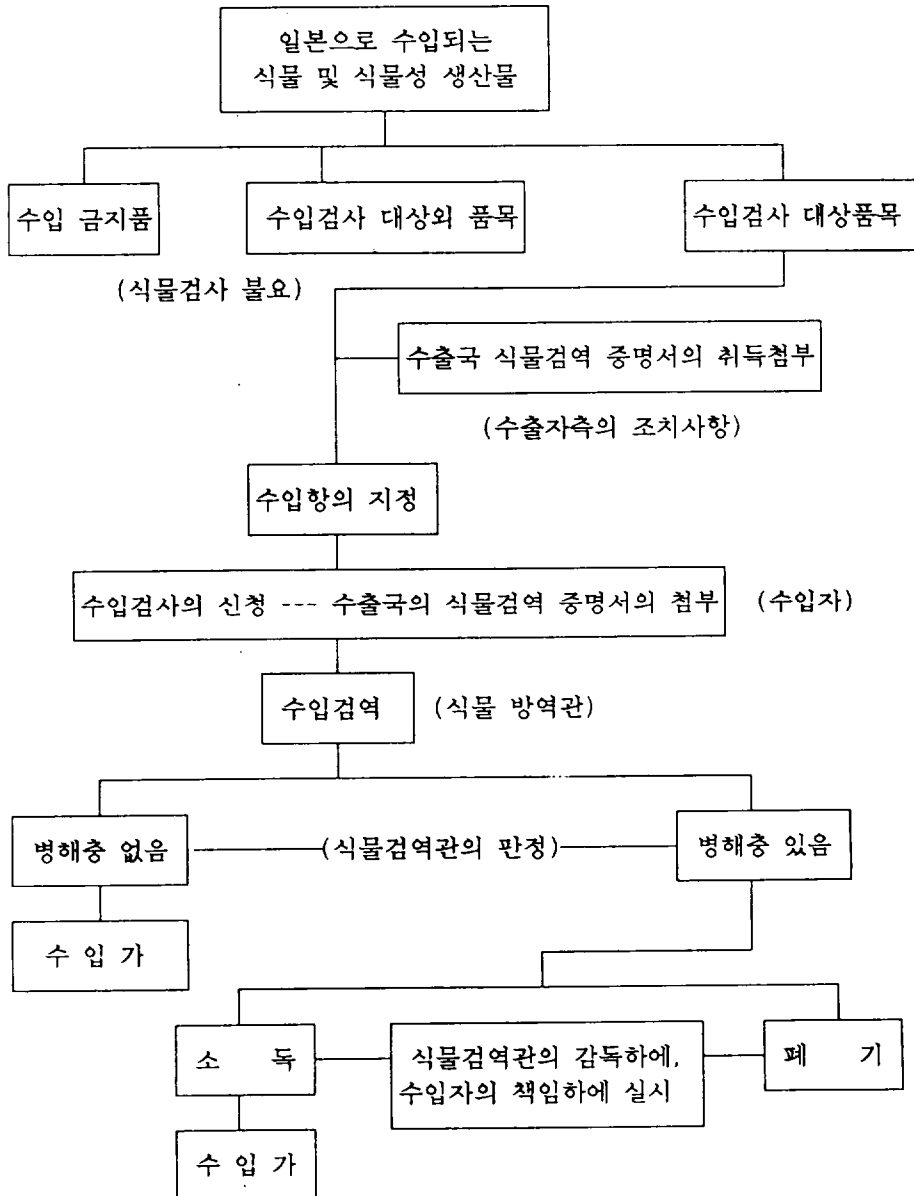 일본으로 수입되는
식물 및 식물성 생산물
수입 금지품
수입검사 대상외 품목
수입검사 대상품목
(식물검사 불요)
수출국 식물검역 증명서의 취득첨부
(수출자측의 조치사항)
수입항의 지정
수입검사의 신청 --- 수출국의 식물검역 증명서의 첨부 (수입자)
수입검역 (식물 방역관)
병해충 없음 (식물검역관의 판정) 병해충 있음
수 입 가
소 독
식물검역관의 감독하에,
수입자의 책임하에 실시
폐 기
수 입 가